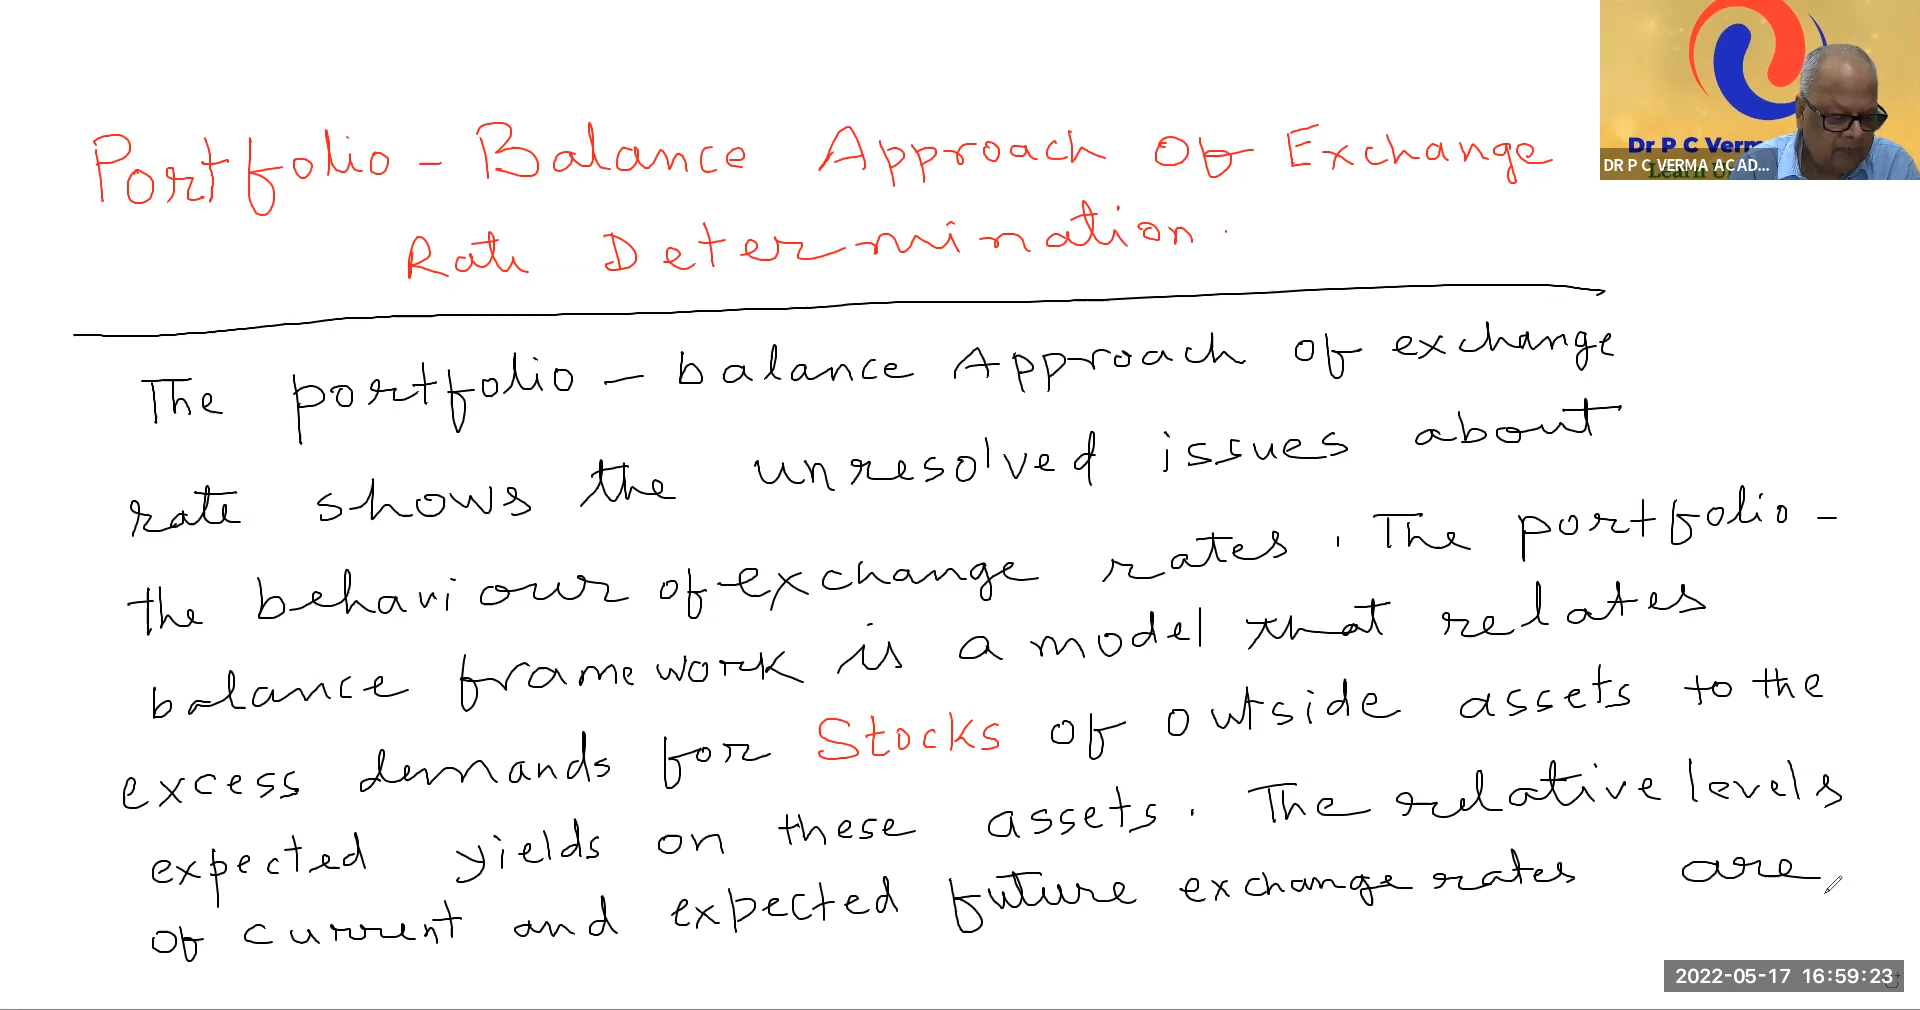 Portfolio - Balance Approach Of Exchange
Rate Determination.
The portfolio - balance Approach of exchange
rate shows the unresolved issues about
the behaviour of exchange rates. The portfolio -
balance framework is a model that relates
excess demands for Stocks of outside assets to the
expected yields on these assets. The relative levels
of current and expected future exchange rates are
Dr P C Verm
DR P C VERMA ACAD...
2022-05-17 16:59:23